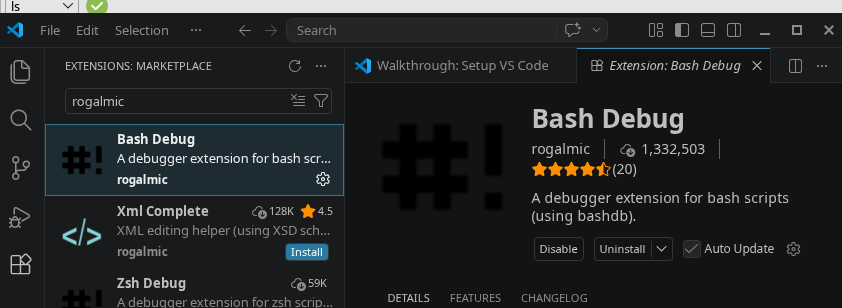 ls
File Edit Selection ··· Search
EXTENSIONS: MARKETPLACE ···
Walkthrough: Setup VS Code
Extension: Bash Debug
···
rogalmic
Bash Debug
A debugger extension for bash scr...
rogalmic
Xml Complete 128K 4.5
XML editing helper (using XSD sch...
rogalmic Install
Zsh Debug 59K
A debugger extension for zsh scrip...
#!
Bash Debug
rogalmic 1,332,503
(20)
A debugger extension for bash scripts
(using bashdb).
Disable Uninstall Auto Update
DETAILS FEATURES CHANGELOG